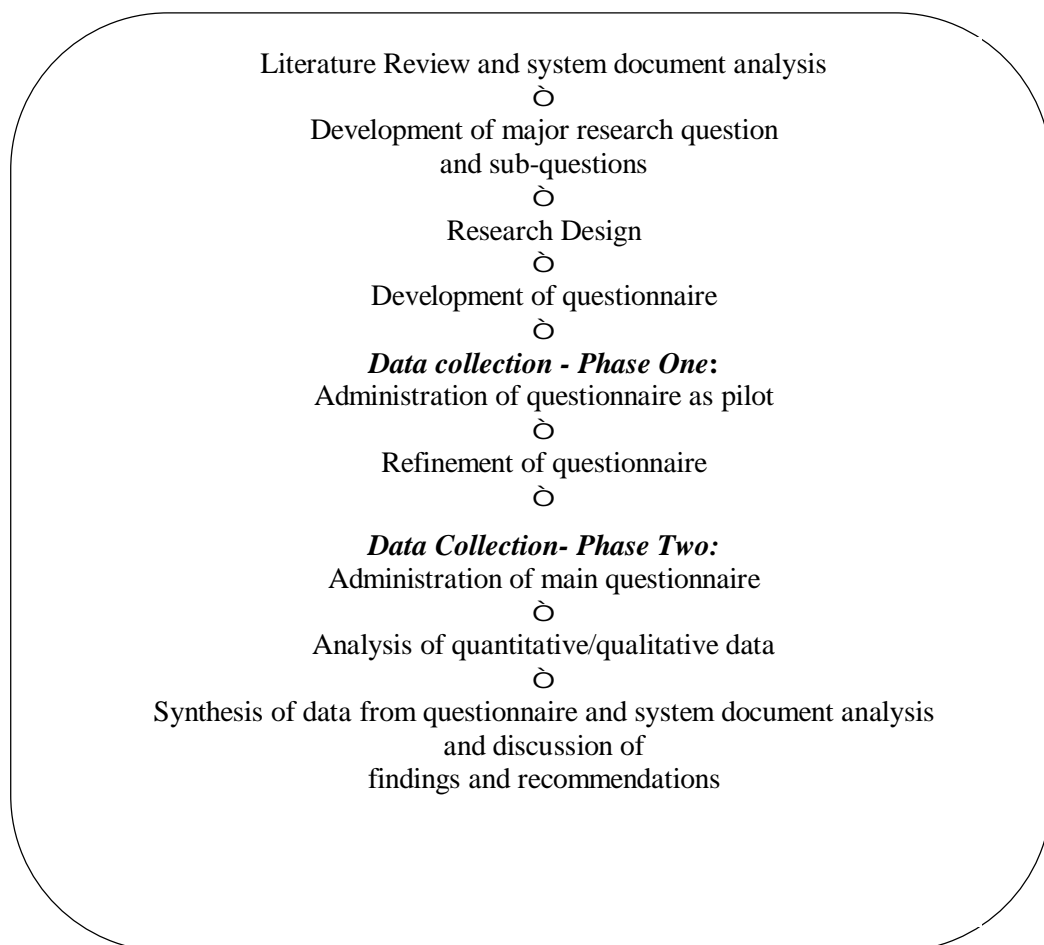 Literature Review and system document analysis
Ò
Development of major research question
and sub-questions
Ò
Research Design
Ò
Development of questionnaire
Ò
Data collection - Phase One:
Administration of questionnaire as pilot
Ò
Refinement of questionnaire
Ò
Data Collection- Phase Two:
Administration of main questionnaire
Ò
Analysis of quantitative/qualitative data
Ò
Synthesis of data from questionnaire and system document analysis
and discussion of
findings and recommendations